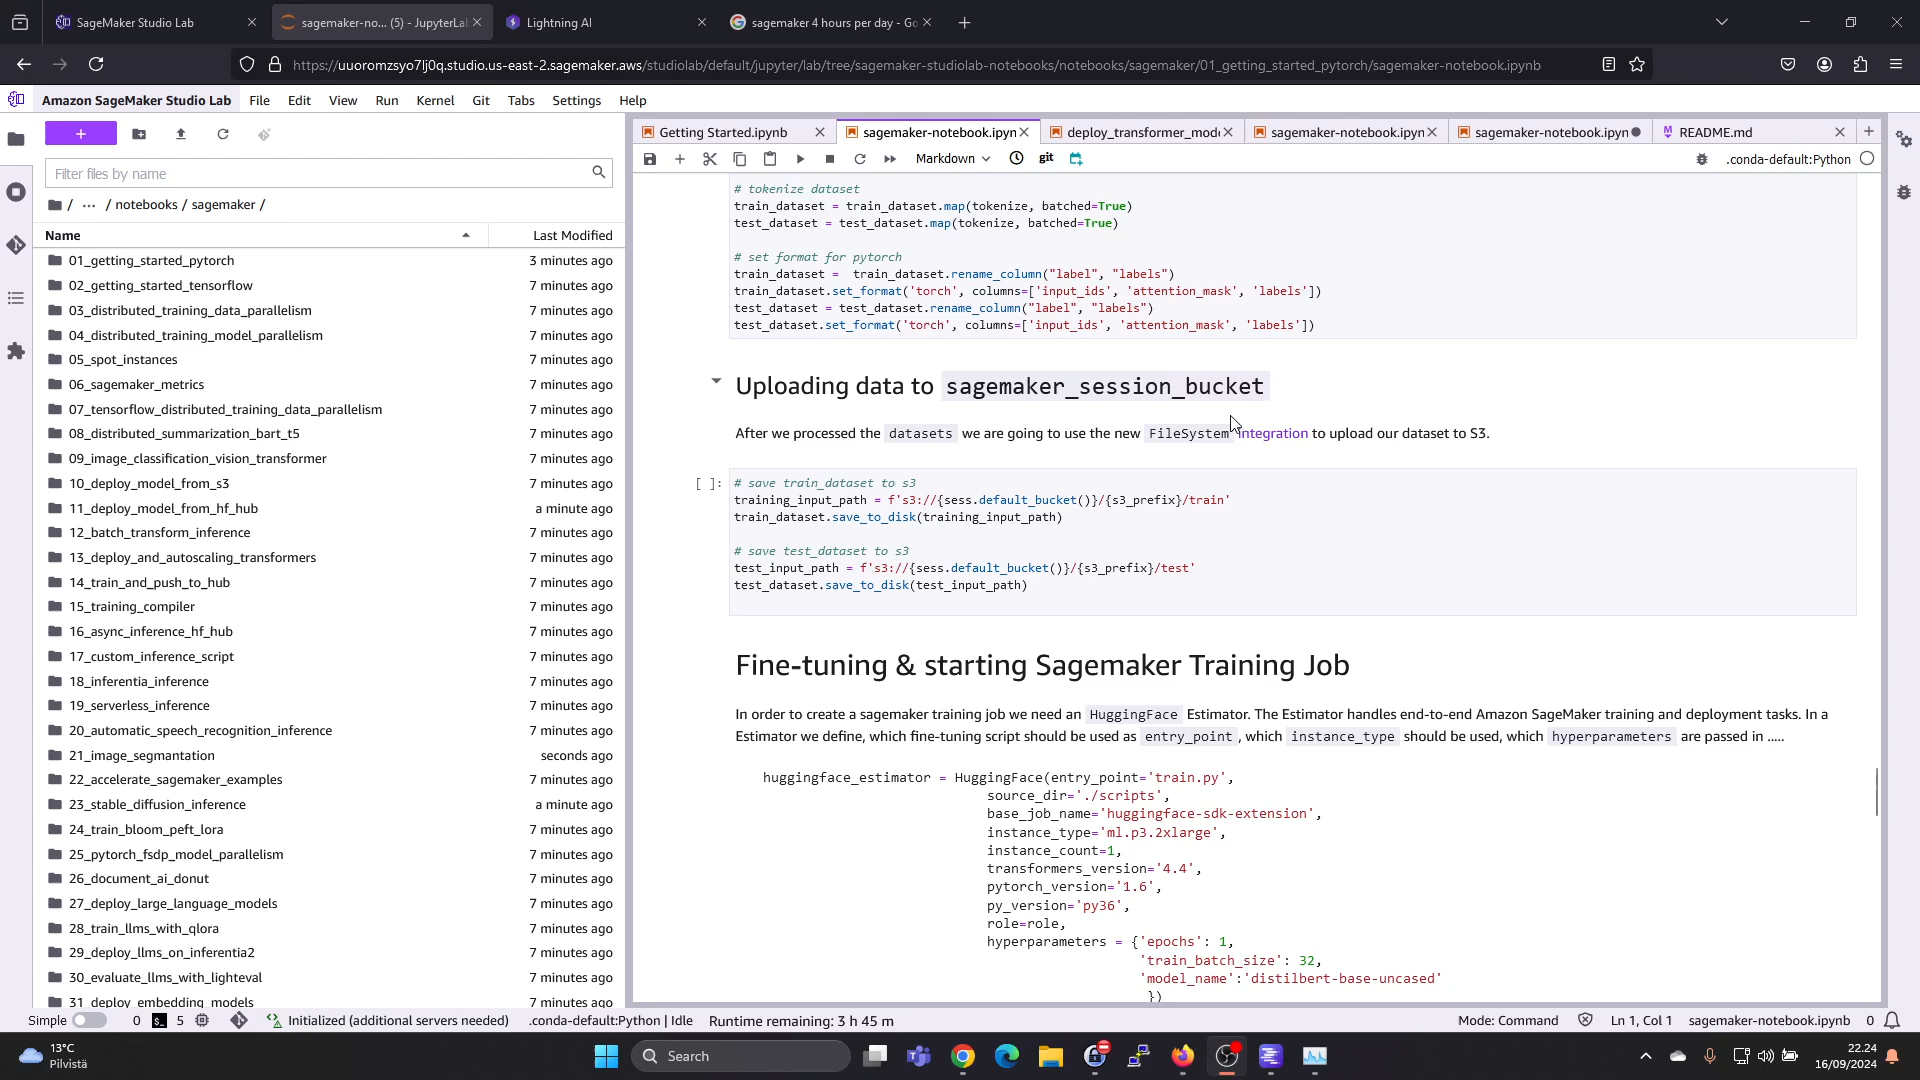 SageMaker Studio Lab
sagemaker-no... (5) - JupyterLa
Lightning AI
sagemaker 4 hours per day - Go
https://uuoromzsyo7lj0q.studio.us-east-2.sagemaker.aws/studiolab/default/jupyter/lab/tree/sagemaker-studiolab-notebooks/notebooks/sagemaker/01_getting_started_pytorch/sagemaker-notebook.ipynb
Amazon SageMaker Studio Lab File Edit View Run Kernel Git Tabs Settings Help
+
Filter files by name
/ ... / notebooks / sagemaker /
Name Last Modified
01_getting_started_pytorch 3 minutes ago
02_getting_started_tensorflow 7 minutes ago
03_distributed_training_data_parallelism 7 minutes ago
04_distributed_training_model_parallelism 7 minutes ago
05_spot_instances 7 minutes ago
06_sagemaker_metrics 7 minutes ago
07_tensorflow_distributed_training_data_parallelism 7 minutes ago
08_distributed_summarization_bart_t5 7 minutes ago
09_image_classification_vision_transformer 7 minutes ago
10_deploy_model_from_s3 7 minutes ago
11_deploy_model_from_hf_hub a minute ago
12_batch_transform_inference 7 minutes ago
13_deploy_and_autoscaling_transformers 7 minutes ago
14_train_and_push_to_hub 7 minutes ago
15_training_compiler 7 minutes ago
16_async_inference_hf_hub 7 minutes ago
17_custom_inference_script 7 minutes ago
18_inferentia_inference 7 minutes ago
19_serverless_inference 7 minutes ago
20_automatic_speech_recognition_inference 7 minutes ago
21_image_segmantation seconds ago
22_accelerate_sagemaker_examples 7 minutes ago
23_stable_diffusion_inference a minute ago
24_train_bloom_peft_lora 7 minutes ago
25_pytorch_fsdp_model_parallelism 7 minutes ago
26_document_ai_donut 7 minutes ago
27_deploy_large_language_models 7 minutes ago
28_train_llms_with_qlora 7 minutes ago
29_deploy_llms_on_inferentia2 7 minutes ago
30_evaluate_llms_with_lighteval 7 minutes ago
31_deploy_embedding_models 7 minutes ago
Getting Started.ipynb sagemaker-notebook.ipyn deploy_transformer_mod sagemaker-notebook.ipyn sagemaker-notebook.ipyn README.md
Markdown git .conda-default:Python
# tokenize dataset
train_dataset = train_dataset.map(tokenize, batched=True)
test_dataset = test_dataset.map(tokenize, batched=True)
# set format for pytorch
train_dataset =  train_dataset.rename_column("label", "labels")
train_dataset.set_format('torch', columns=['input_ids', 'attention_mask', 'labels'])
test_dataset = test_dataset.rename_column("label", "labels")
test_dataset.set_format('torch', columns=['input_ids', 'attention_mask', 'labels'])
Uploading data to sagemaker_session_bucket
After we processed the datasets we are going to use the new FileSystem integration to upload our dataset to S3.
[ ]: # save train_dataset to s3
training_input_path = f's3://{sess.default_bucket()}/{s3_prefix}/train'
train_dataset.save_to_disk(training_input_path)
# save test_dataset to s3
test_input_path = f's3://{sess.default_bucket()}/{s3_prefix}/test'
test_dataset.save_to_disk(test_input_path)
Fine-tuning & starting Sagemaker Training Job
In order to create a sagemaker training job we need an HuggingFace Estimator. The Estimator handles end-to-end Amazon SageMaker training and deployment tasks. In a
Estimator we define, which fine-tuning script should be used as entry_point, which instance_type should be used, which hyperparameters are passed in .....
huggingface_estimator = HuggingFace(entry_point='train.py',
source_dir='./scripts',
base_job_name='huggingface-sdk-extension',
instance_type='ml.p3.2xlarge',
instance_count=1,
transformers_version='4.4',
pytorch_version='1.6',
py_version='py36',
role=role,
hyperparameters = {'epochs': 1,
'train_batch_size': 32,
'model_name':'distilbert-base-uncased'
})
Simple 0 5 Initialized (additional servers needed) .conda-default:Python | Idle Runtime remaining: 3 h 45 m Mode: Command Ln 1, Col 1 sagemaker-notebook.ipynb 0
13°C
Pilvistä
Search
22.24
16/09/2024